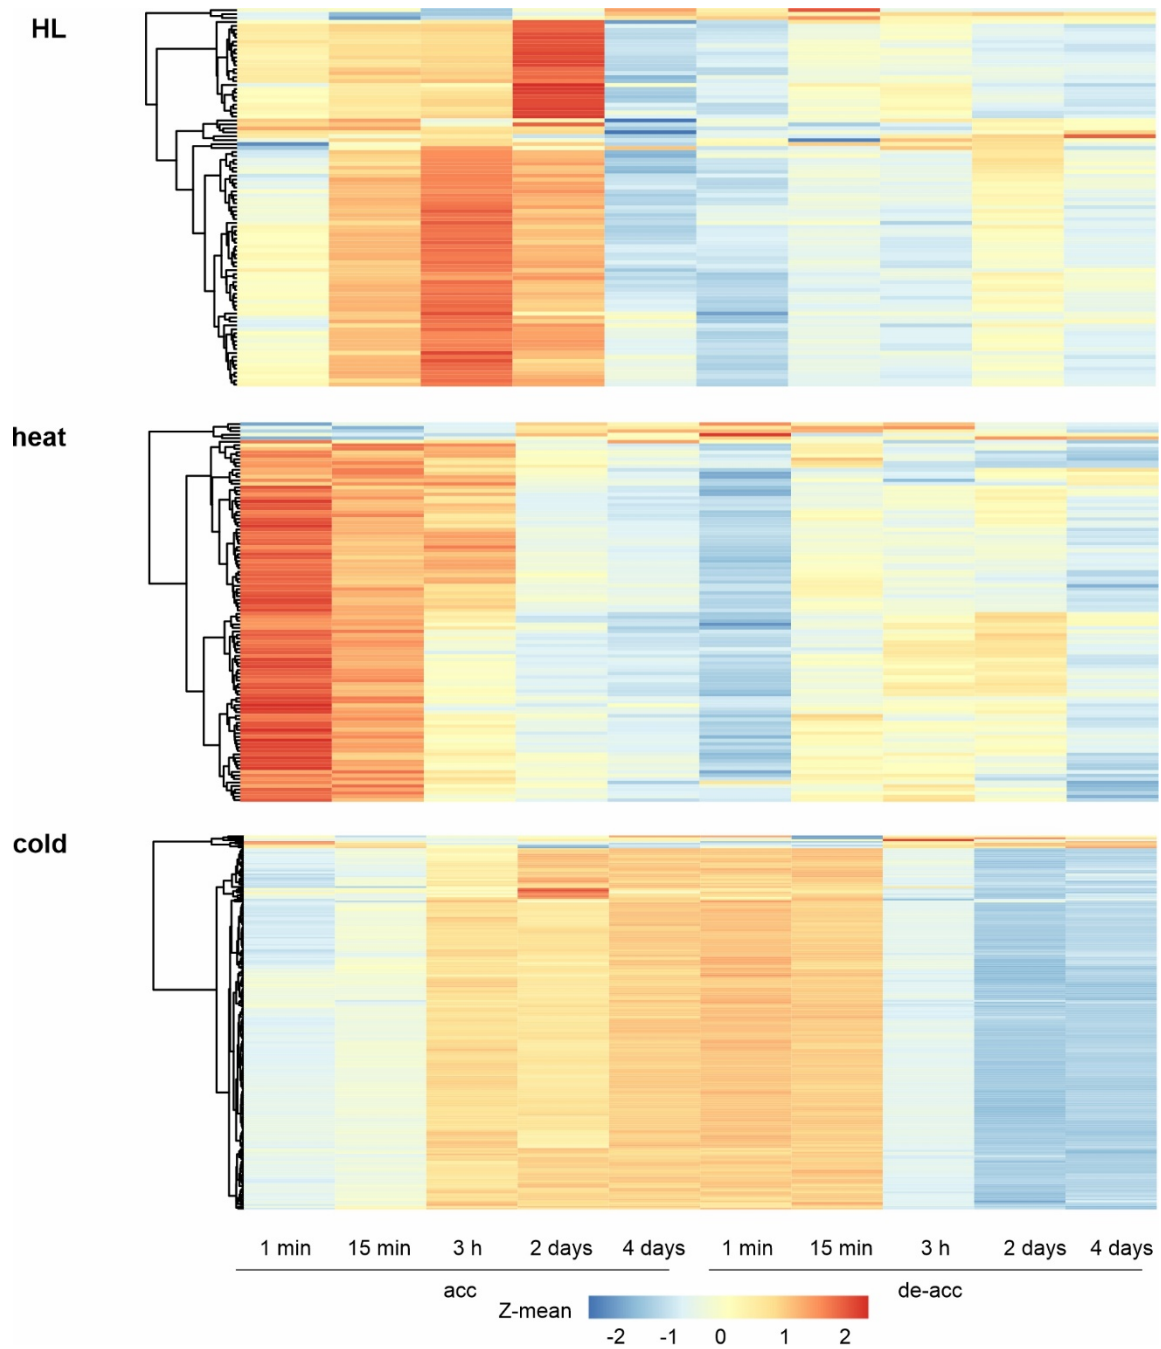 HL
heat
cold
1 min 15 min 3 h 2 days 4 days 1 min 15 min 3 h 2 days 4 days
acc de-acc
Z-mean
-2 -1 0 1 2